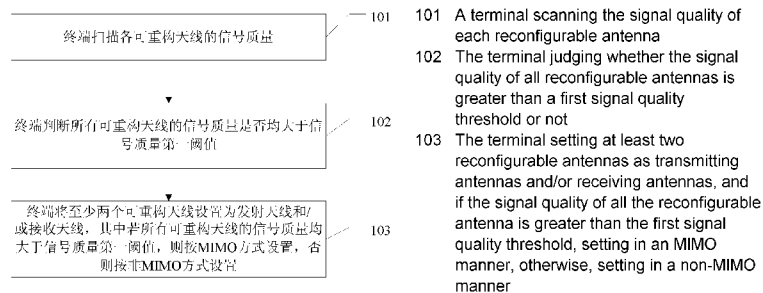 终端扫描各可重构天线的信号质量
101
终端判断所有可重构天线的信号质量是否均大于信
号质量第一阈值
102
终端将至少两个可重构天线设置为发射天线和/
或接收天线,其中若所有可重构天线的信号质量均
大于信号质量第一阈值,则按MIMO方式设置,否
则按非MIMO方式设置
103
101 A terminal scanning the signal quality of
each reconfigurable antenna
102 The terminal judging whether the signal
quality of all reconfigurable antennas is
greater than a first signal quality
threshold or not
103 The terminal setting at least two
reconfigurable antennas as transmitting
antennas and/or receiving antennas, and
if the signal quality of all the reconfigurable
antenna is greater than the first signal
quality threshold, setting in an MIMO
manner, otherwise, setting in a non-MIMO
manner